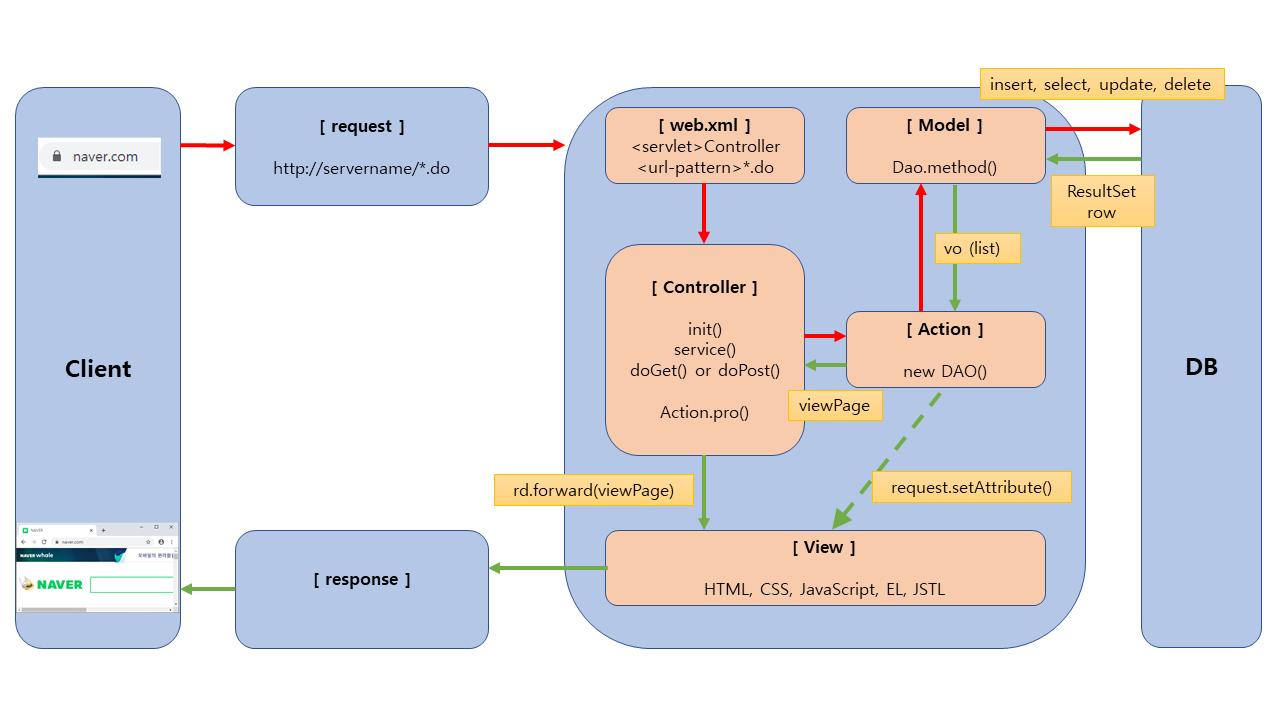 Client
naver.com
NAVER
naver.com
NAVER whale
NAVER
[ request ]
http://servername/*.do
[ response ]
[ web.xml ]
<servlet>Controller
<url-pattern>*.do
[ Controller ]
init()
service()
doGet() or doPost()
Action.pro()
[ Model ]
Dao.method()
insert, select, update, delete
ResultSet
row
vo (list)
[ Action ]
new DAO()
viewPage
rd.forward(viewPage)
request.setAttribute()
[ View ]
HTML, CSS, JavaScript, EL, JSTL
DB